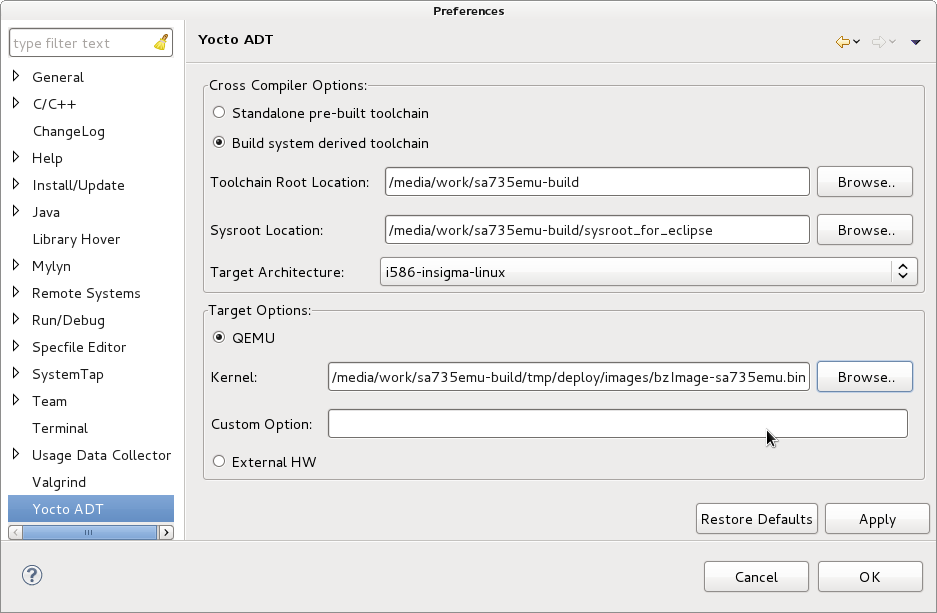 Preferences
type filter text
General
C/C++
ChangeLog
Help
Install/Update
Java
Library Hover
Mylyn
Remote Systems
Run/Debug
Specfile Editor
SystemTap
Team
Terminal
Usage Data Collector
Valgrind
Yocto ADT
Yocto ADT
Cross Compiler Options:
Standalone pre-built toolchain
Build system derived toolchain
Toolchain Root Location: /media/work/sa735emu-build Browse..
Sysroot Location: /media/work/sa735emu-build/sysroot_for_eclipse Browse..
Target Architecture: i586-insigma-linux
Target Options:
QEMU
Kernel: /media/work/sa735emu-build/tmp/deploy/images/bzImage-sa735emu.bin Browse..
Custom Option:
External HW
Restore Defaults Apply
Cancel OK